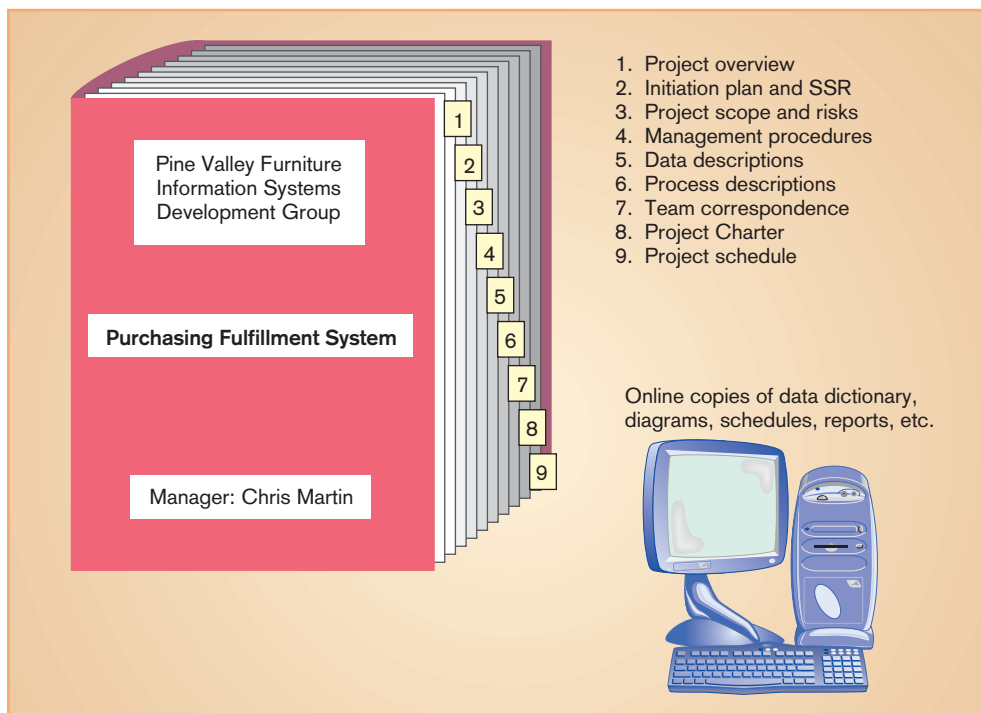 Pine Valley Furniture
Information Systems
Development Group
Purchasing Fulfillment System
Manager: Chris Martin
1
2
3
4
5
6
7
8
9
1. Project overview
2. Initiation plan and SSR
3. Project scope and risks
4. Management procedures
5. Data descriptions
6. Process descriptions
7. Team correspondence
8. Project Charter
9. Project schedule
Online copies of data dictionary,
diagrams, schedules, reports, etc.